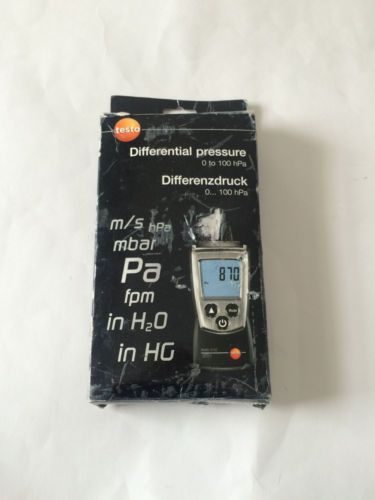 testo
Differential pressure
0 to 100 hPa
Differenzdruck
0... 100 hPa
m/s hPa
mbar
Pa
fpm
in H₂O
in HG
870
testo